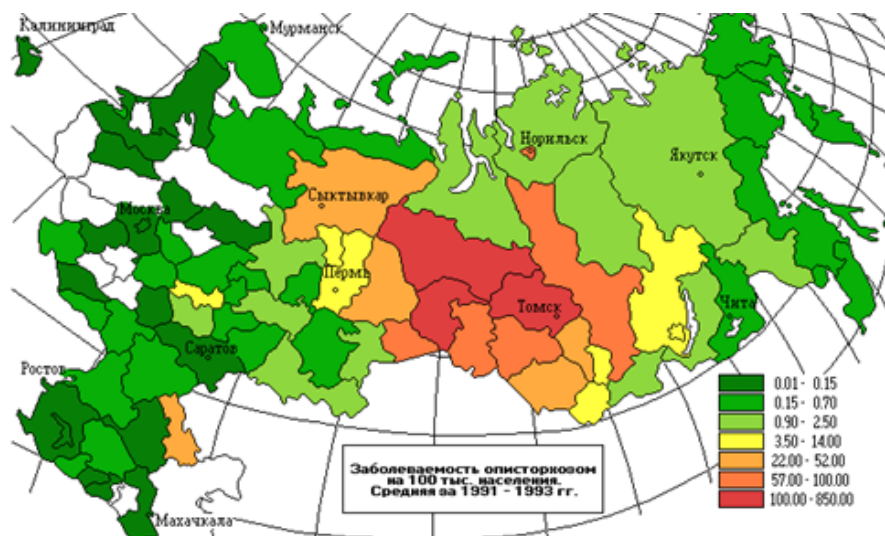 Калининград
Мурманск
Норильск
Якутск
Сыктывкар
Москва
Пермь
Томск
Чита
Саратов
Ростов
Махачкала
0.01 - 0.15
0.15 - 0.70
0.90 - 2.50
3.50 - 14.00
22.00 - 52.00
57.00 - 100.00
100.00 - 850.00
Заболеваемость описторхозом
на 100 тыс. населения.
Средняя за 1991 - 1993 гг.